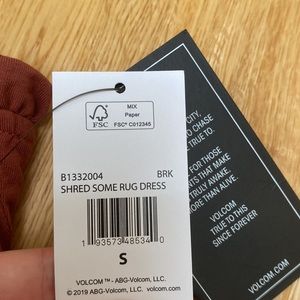 FSC
MIX
Paper
FSC® C012345
B1332004 BRK
SHRED SOME RUG DRESS
S
1 93573 48534 0
VOLCOM™ - ABG-Volcom, LLC.
© 2019 ABG-Volcom, LLC.
CITY,
TO CHASE
TRUE TO.
FOR THOSE
THAT MAKE
TRULY AWAKE.
MORE THAN ALIVE.
VOLCOM
TRUE TO THIS
SINCE FOREVER
VOLCOM.COM